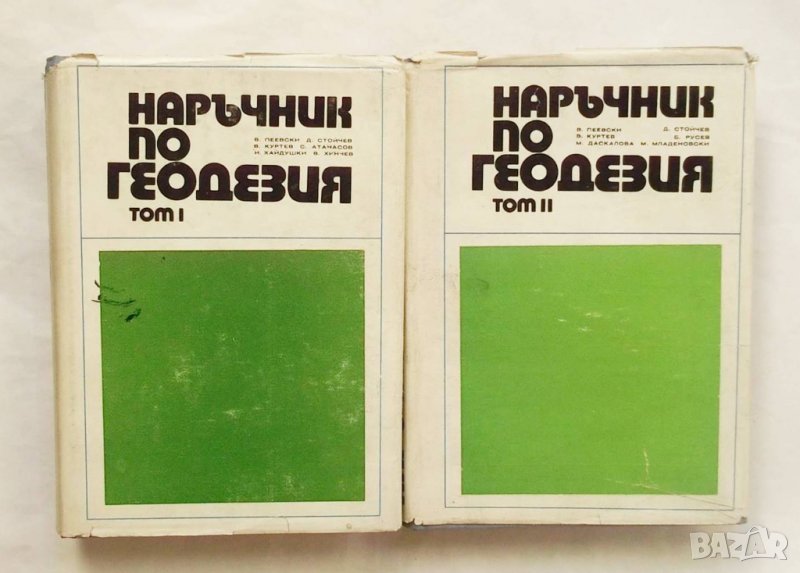 НАРЪЧНИК
ПО
В. ПЕЕВСКИ Д. СТОЙЧЕВ
В. КУРТЕВ С. АТАНАСОВ
И. ХАЙДУШКИ В. ХИНЧЕВ
ГЕОДЕЗИЯ
ТОМ I
НАРЪЧНИК
ПО
В. ПЕЕВСКИ Д. СТОЙЧЕВ
В. КУРТЕВ Б. РУСЕВ
М. ДАСКАЛОВА М. МЛАДЕНОВСКИ
ГЕОДЕЗИЯ
ТОМ II
BAZAR